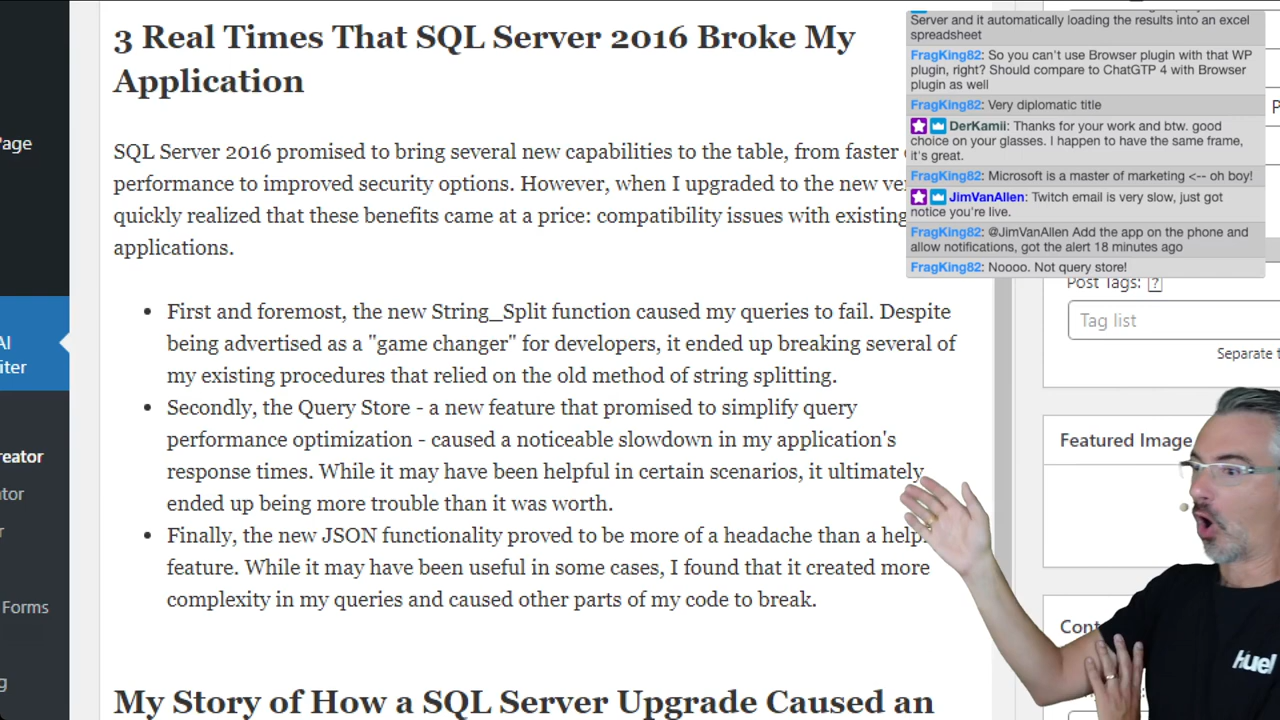 3 Real Times That SQL Server 2016 Broke My
Application
SQL Server 2016 promised to bring several new capabilities to the table, from faster
performance to improved security options. However, when I upgraded to the new
quickly realized that these benefits came at a price: compatibility issues with existing
applications.
• First and foremost, the new String_Split function caused my queries to fail. Despite
being advertised as a "game changer" for developers, it ended up breaking several of
my existing procedures that relied on the old method of string splitting.
• Secondly, the Query Store - a new feature that promised to simplify query
performance optimization - caused a noticeable slowdown in my application's
response times. While it may have been helpful in certain scenarios, it ultimately
ended up being more trouble than it was worth.
• Finally, the new JSON functionality proved to be more of a headache than a
feature. While it may have been useful in some cases, I found that it created more
complexity in my queries and caused other parts of my code to break.
My Story of How a SQL Server Upgrade Caused an
Server and it automatically loading the results into an excel
spreadsheet
FragKing82: So you can't use Browser plugin with that WP
plugin, right? Should compare to ChatGTP 4 with Browser
plugin as well
FragKing82: Very diplomatic title
DerKamii: Thanks for your work and btw. good
choice on your glasses. I happen to have the same frame,
it's great.
FragKing82: Microsoft is a master of marketing <-- oh boy!
JimVanAllen: Twitch email is very slow, just got
notice you're live.
FragKing82: @JimVanAllen Add the app on the phone and
allow notifications, got the alert 18 minutes ago
FragKing82: Noooo. Not query store!
Post Tags: [?]
Tag list
Separate
Featured Image
Huel
Page
AI
Forms